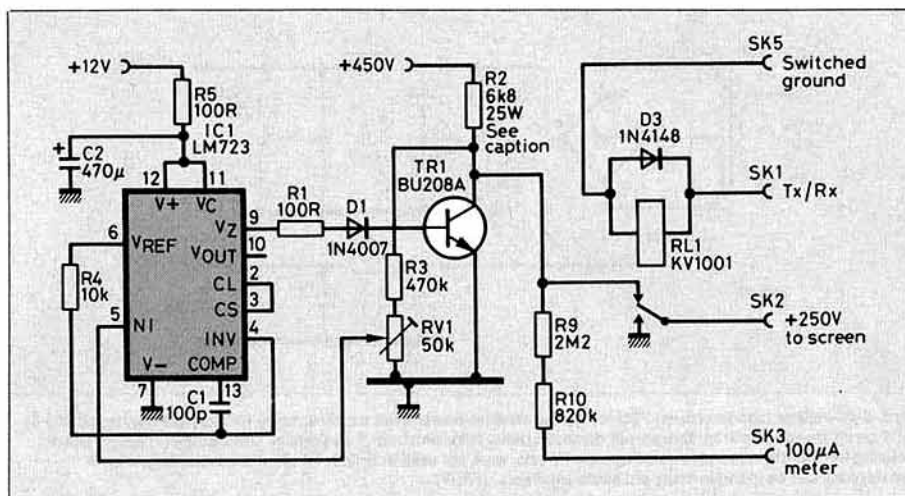 +12V
R5
100R
IC1
LM723
+
C2
470µ
12
11
V+
VC
VZ
9
10
VOUT
6
VREF
R4
10k
CL
2
CS
3
5
NI
INV
4
V−
COMP
7
13
C1
100p
R1
100R
D1
1N4007
+450V
R2
6k8
25W
See
caption
TR1
BU208A
R3
470k
RV1
50k
R9
2M2
R10
820k
SK5
Switched
ground
D3
1N4148
SK1
Tx/Rx
RL1
KV1001
SK2
+250V
to screen
SK3
100µA
meter